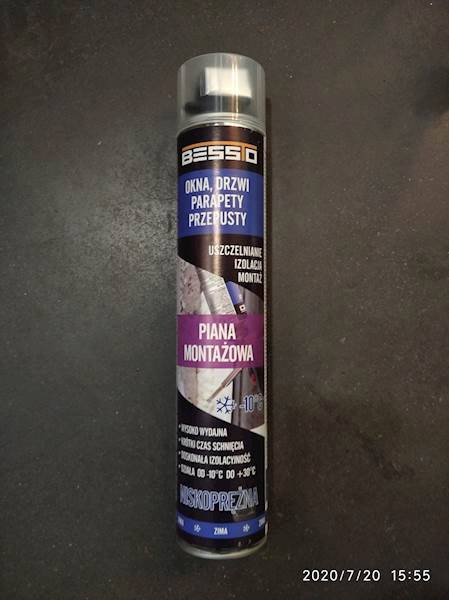 BESSTO
OKNA, DRZWI
PARAPETY
PRZEPUSTY
USZCZELNIANIE
IZOLACJA
MONTAŻ
PIANA
MONTAŻOWA
-10°C
• WYSOKO WYDAJNA
• KRÓTKI CZAS SCHNIĘCIA
• DOSKONAŁA IZOLACYJNOŚĆ
• DZIAŁA OD -10°C DO +30°C
NISKOPRĘŻNA
ZIMA
2020/7/20 15:55